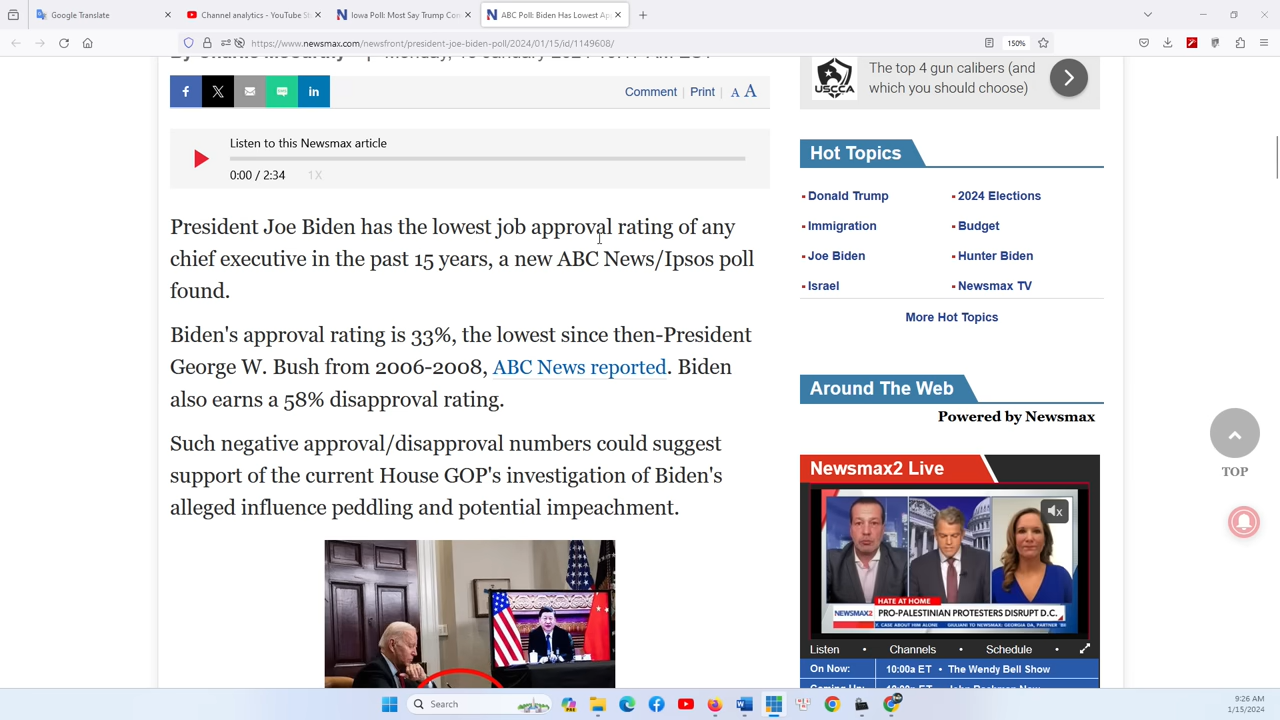 Google Translate
Channel analytics - YouTube St
Iowa Poll: Most Say Trump Co
ABC Poll: Biden Has Lowest Ap
https://www.newsmax.com/newsfront/president-joe-biden-poll/2024/01/15/id/1149608/
150%
in
Comment | Print | A A
Listen to this Newsmax article
0:00 / 2:34 1X
President Joe Biden has the lowest job approval rating of any
chief executive in the past 15 years, a new ABC News/Ipsos poll
found.
Biden's approval rating is 33%, the lowest since then-President
George W. Bush from 2006-2008, ABC News reported. Biden
also earns a 58% disapproval rating.
Such negative approval/disapproval numbers could suggest
support of the current House GOP's investigation of Biden's
alleged influence peddling and potential impeachment.
USCCA
The top 4 gun calibers (and
which you should choose)
Hot Topics
Donald Trump
2024 Elections
Immigration
Budget
Joe Biden
Hunter Biden
Israel
Newsmax TV
More Hot Topics
Around The Web
Powered by Newsmax
Newsmax2 Live
HATE AT HOME
NEWSMAX2 PRO-PALESTINIAN PROTESTERS DISRUPT D.C.
Listen • Channels • Schedule •
On Now: 10:00a ET • The Wendy Bell Show
TOP
Search
9:26 AM
1/15/2024